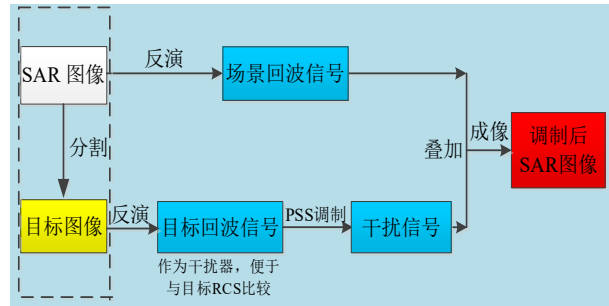 SAR 图像
反演
场景回波信号
分割
叠加
成像
调制后
SAR图像
目标图像
反演
目标回波信号
PSS调制
干扰信号
作为干扰器，便于
与目标RCS比较